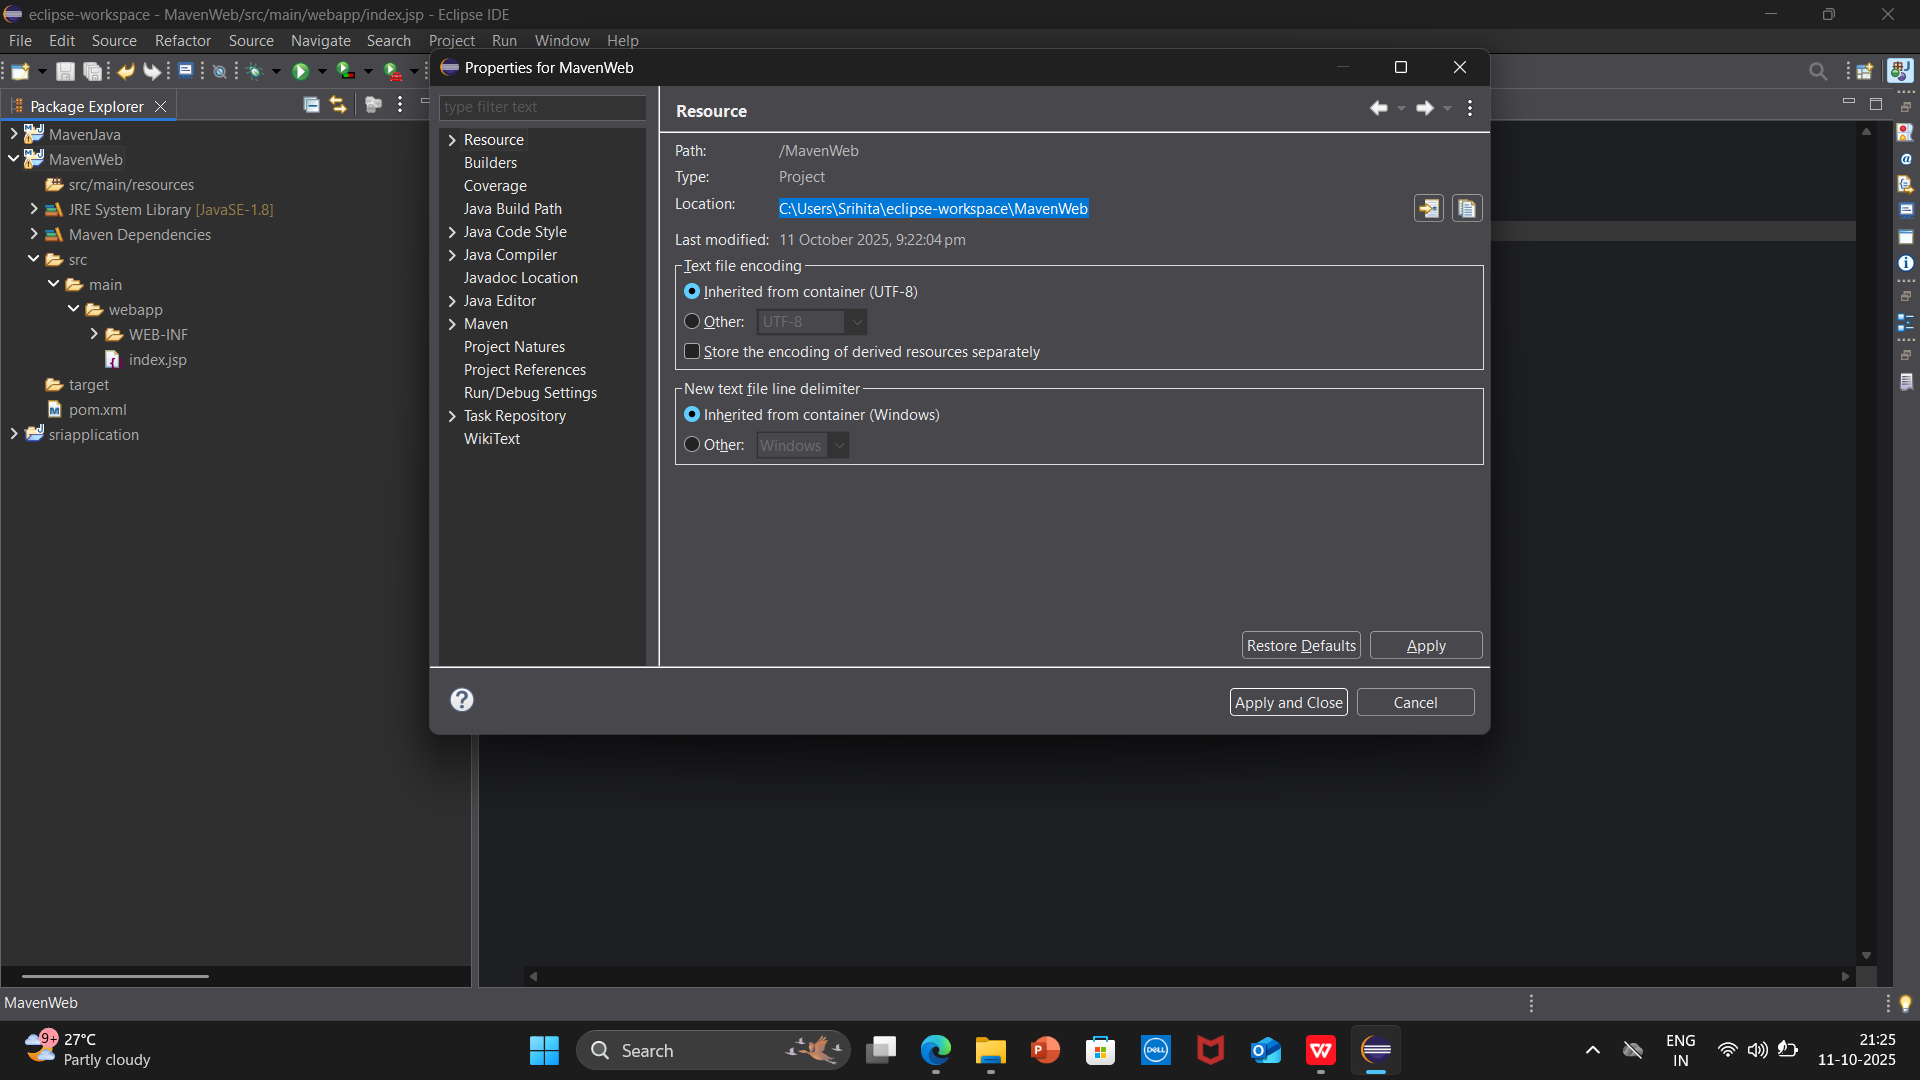 eclipse-workspace - MavenWeb/src/main/webapp/index.jsp - Eclipse IDE
File Edit Source Refactor Source Navigate Search Project Run Window Help
Package Explorer
MavenJava
MavenWeb
src/main/resources
JRE System Library [JavaSE-1.8]
Maven Dependencies
src
main
webapp
WEB-INF
index.jsp
target
pom.xml
sriapplication
Properties for MavenWeb
type filter text
Resource
Builders
Coverage
Java Build Path
Java Code Style
Java Compiler
Javadoc Location
Java Editor
Maven
Project Natures
Project References
Run/Debug Settings
Task Repository
WikiText
Resource
Path: /MavenWeb
Type: Project
Location: C:\Users\Srihita\eclipse-workspace\MavenWeb
Last modified: 11 October 2025, 9:22:04 pm
Text file encoding
Inherited from container (UTF-8)
Other: UTF-8
Store the encoding of derived resources separately
New text file line delimiter
Inherited from container (Windows)
Other: Windows
Restore Defaults Apply
Apply and Close Cancel
MavenWeb
9+ 27°C
Partly cloudy
Search
DELL
ENG
IN
21:25
11-10-2025